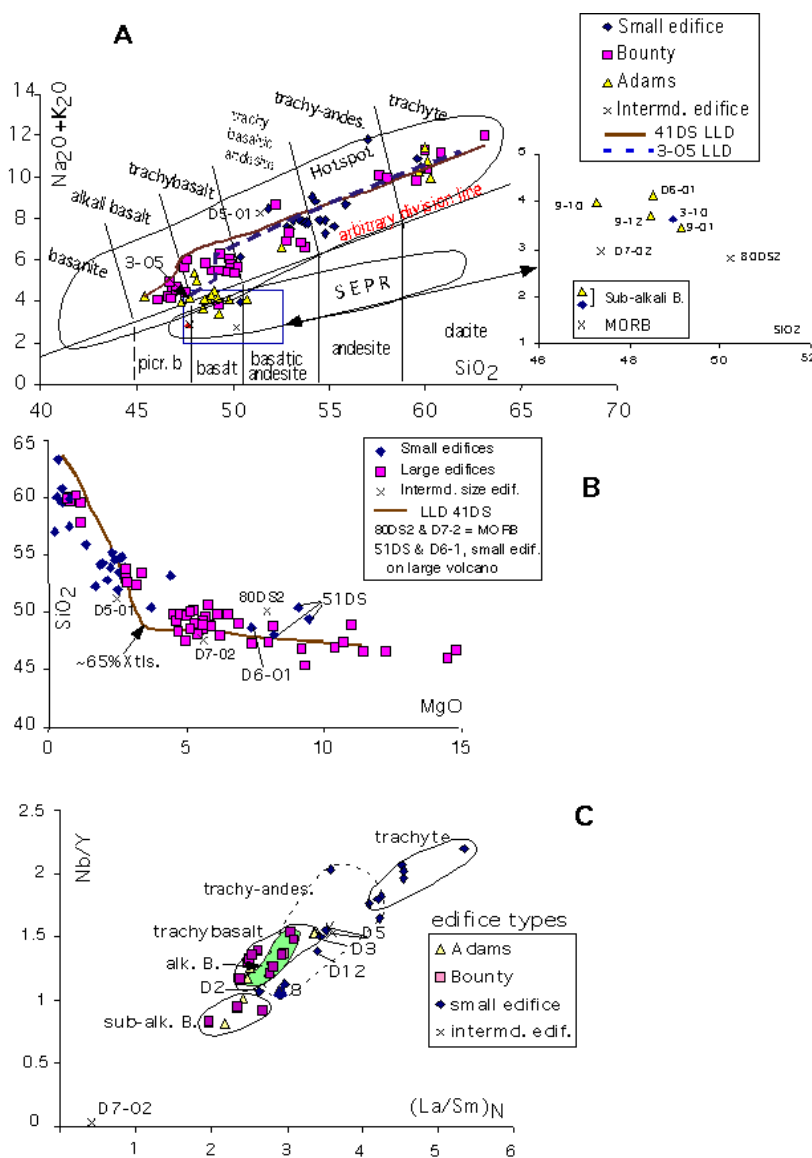 A
Small edifice
Bounty
Adams
Intermd. edifice
41DS LLD
3-05 LLD
Na2O+K2O
14
12
10
8
6
4
2
0
40
45
50
55
60
65
70
SiO2
basanite
alkali basalt
trachybasalt
trachy
basaltic
andesite
trachy-andes.
trachyte
Hotspot
arbitrary division line
D5-01
3-05
SEPR
picr. b
basalt
basaltic
andesite
andesite
dacite
5
4
3
2
1
46
48
50
52
SIO2
9-10
D6-01
9-12
3-10
9-01
D7-02
80DS2
Sub-alkali B.
MORB
B
Small edifices
Large edifices
Intermd. size edif.
LLD 41DS
80DS2 & D7-2 = MORB
51DS & D6-1, small edif.
on large volcano
SiO2
65
60
55
50
45
40
0
5
10
15
MgO
D5-01
80DS2
51DS
D7-02
D6-01
~65% Xtls.
C
Nb/Y
2.5
2
1.5
1
0.5
0
1
2
3
4
5
6
(La/Sm)N
trachyte
trachy-andes.
trachybasalt
alk. B.
D2
sub-alk. B.
D5
D3
D12
8
D7-02
edifice types
Adams
Bounty
small edifice
intermd. edif.